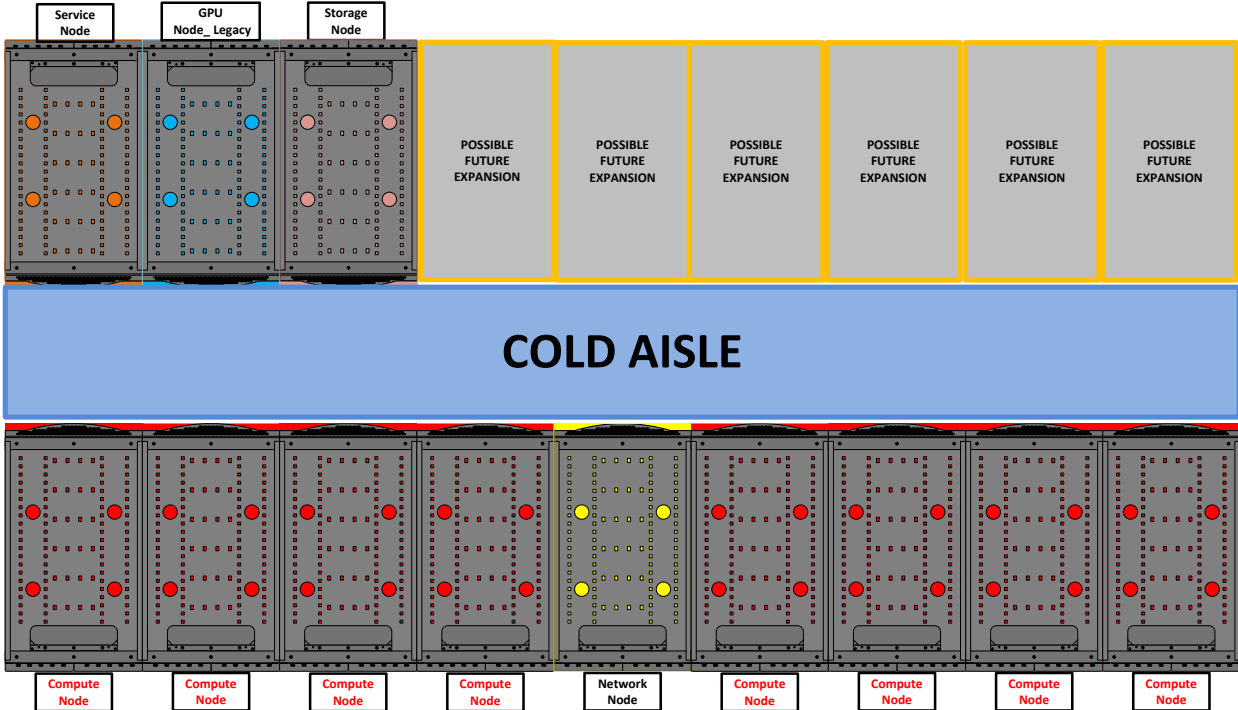 Service
Node
GPU
Node_ Legacy
Storage
Node
POSSIBLE
FUTURE
EXPANSION
POSSIBLE
FUTURE
EXPANSION
POSSIBLE
FUTURE
EXPANSION
POSSIBLE
FUTURE
EXPANSION
POSSIBLE
FUTURE
EXPANSION
POSSIBLE
FUTURE
EXPANSION
COLD AISLE
Compute
Node
Compute
Node
Compute
Node
Compute
Node
Network
Node
Compute
Node
Compute
Node
Compute
Node
Compute
Node